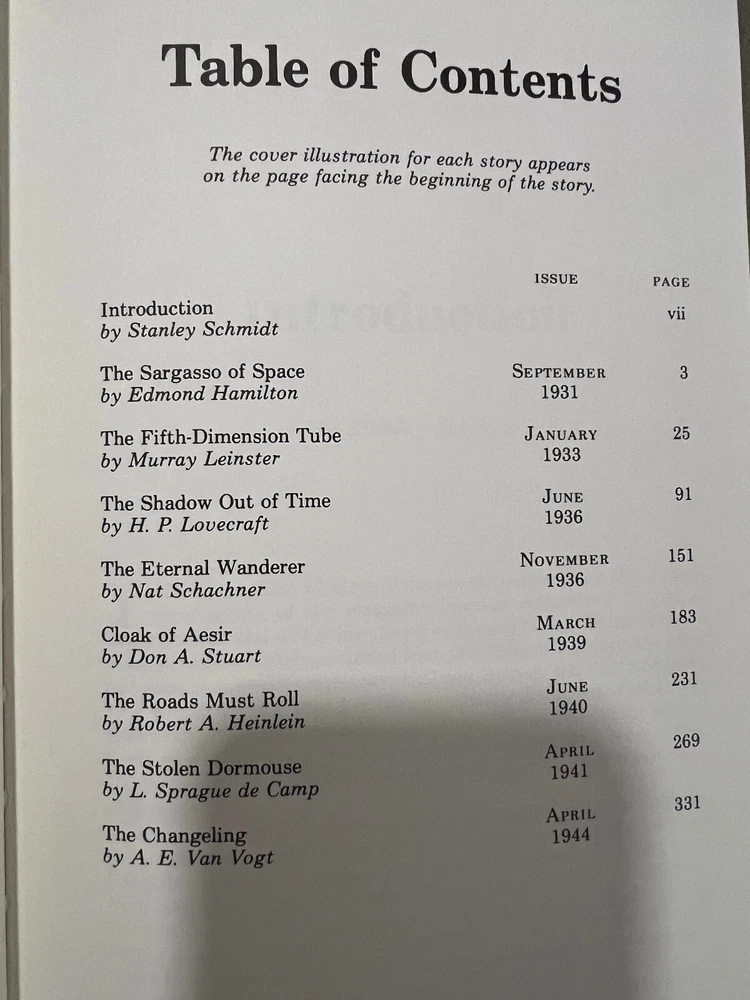 Table of Contents
The cover illustration for each story appears
on the page facing the beginning of the story.
ISSUE PAGE
Introduction vii
by Stanley Schmidt
The Sargasso of Space SEPTEMBER 3
by Edmond Hamilton 1931
The Fifth-Dimension Tube JANUARY 25
by Murray Leinster 1933
The Shadow Out of Time JUNE 91
by H. P. Lovecraft 1936
The Eternal Wanderer NOVEMBER 151
by Nat Schachner 1936
Cloak of Aesir MARCH 183
by Don A. Stuart 1939
The Roads Must Roll JUNE 231
by Robert A. Heinlein 1940
The Stolen Dormouse APRIL 269
by L. Sprague de Camp 1941
The Changeling APRIL 331
by A. E. Van Vogt 1944